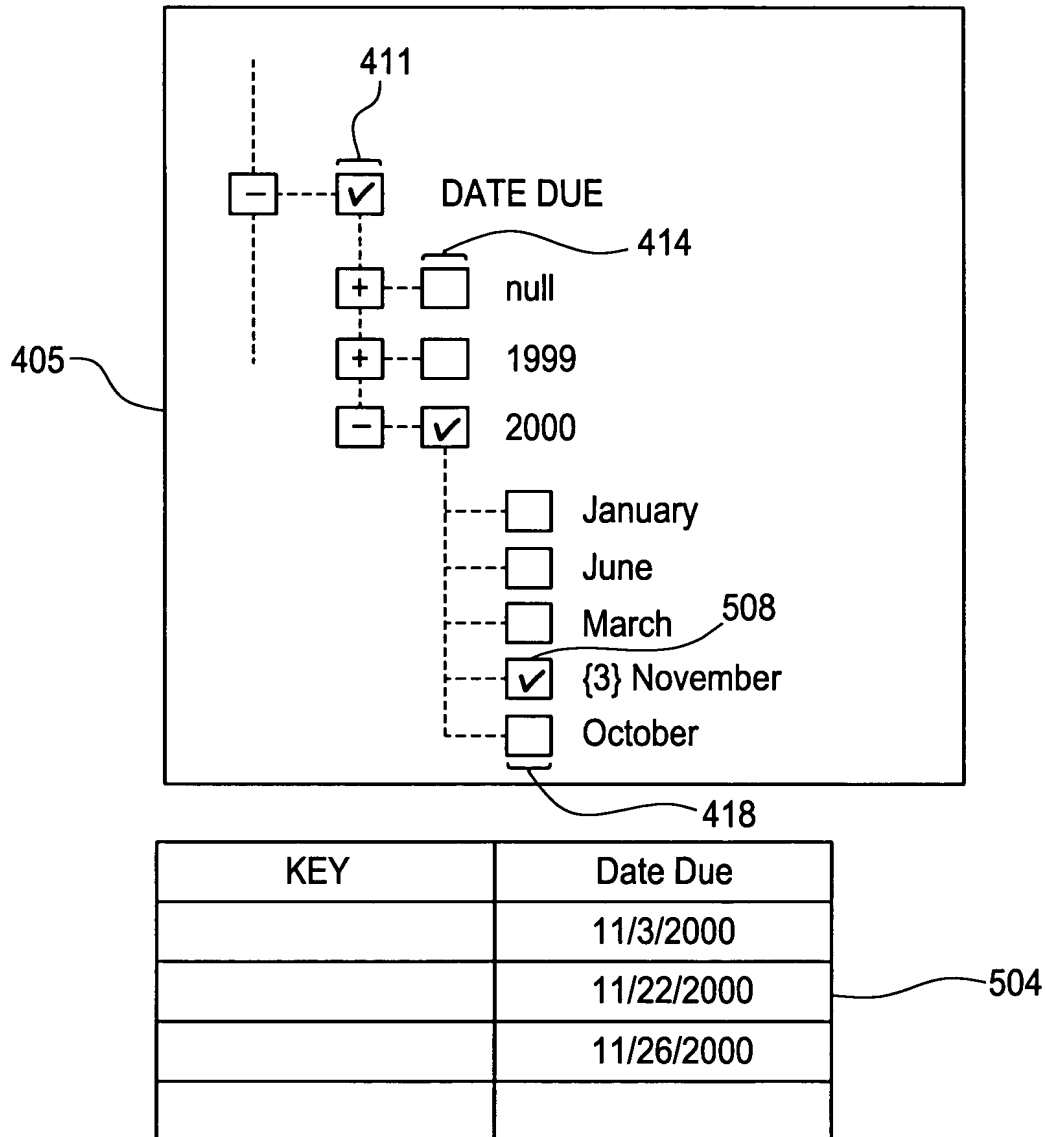 411
DATE DUE
414
null
405
1999
2000
January
June
March
508
{3} November
October
418
KEY Date Due
11/3/2000
11/22/2000
504
11/26/2000